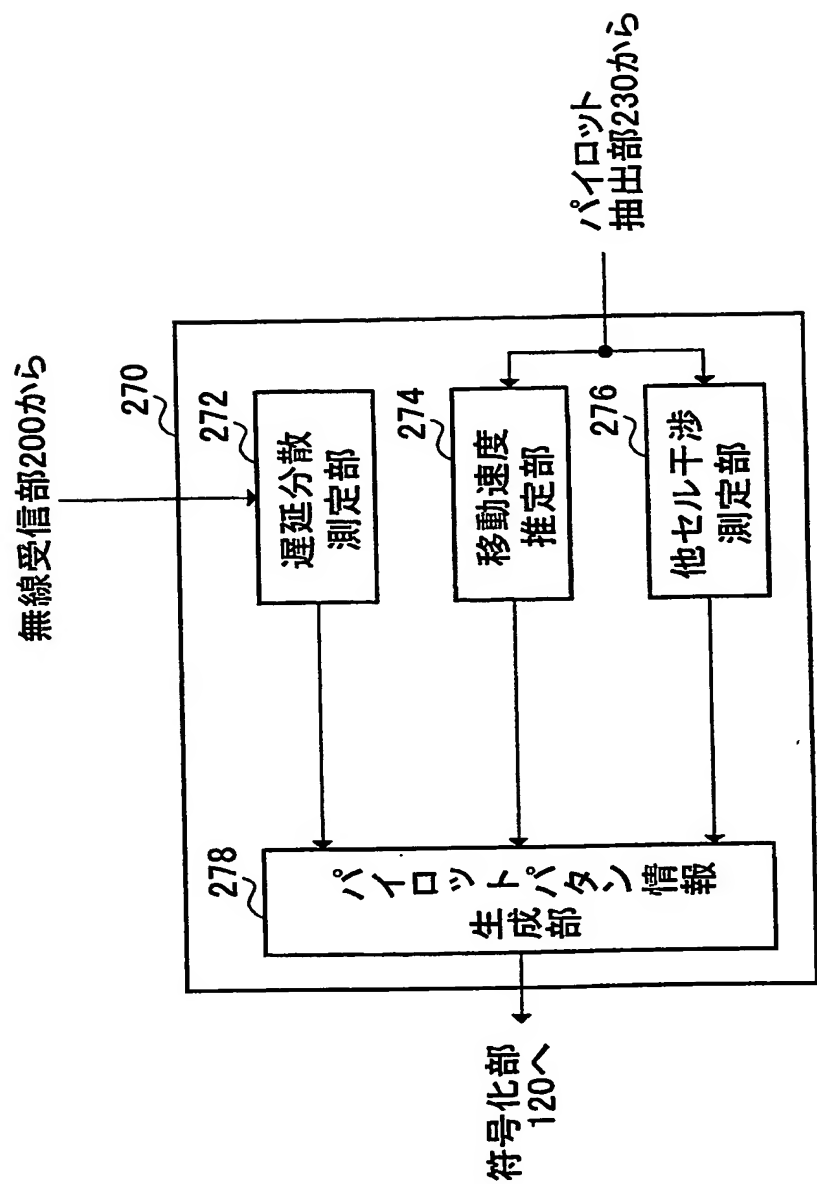 無線受信部200から
270
272
遅延分散
測定部
274
移動速度
推定部
276
他セル干渉
測定部
パイロット
抽出部230から
278
パイロットパタン情報
生成部
符号化部
120へ